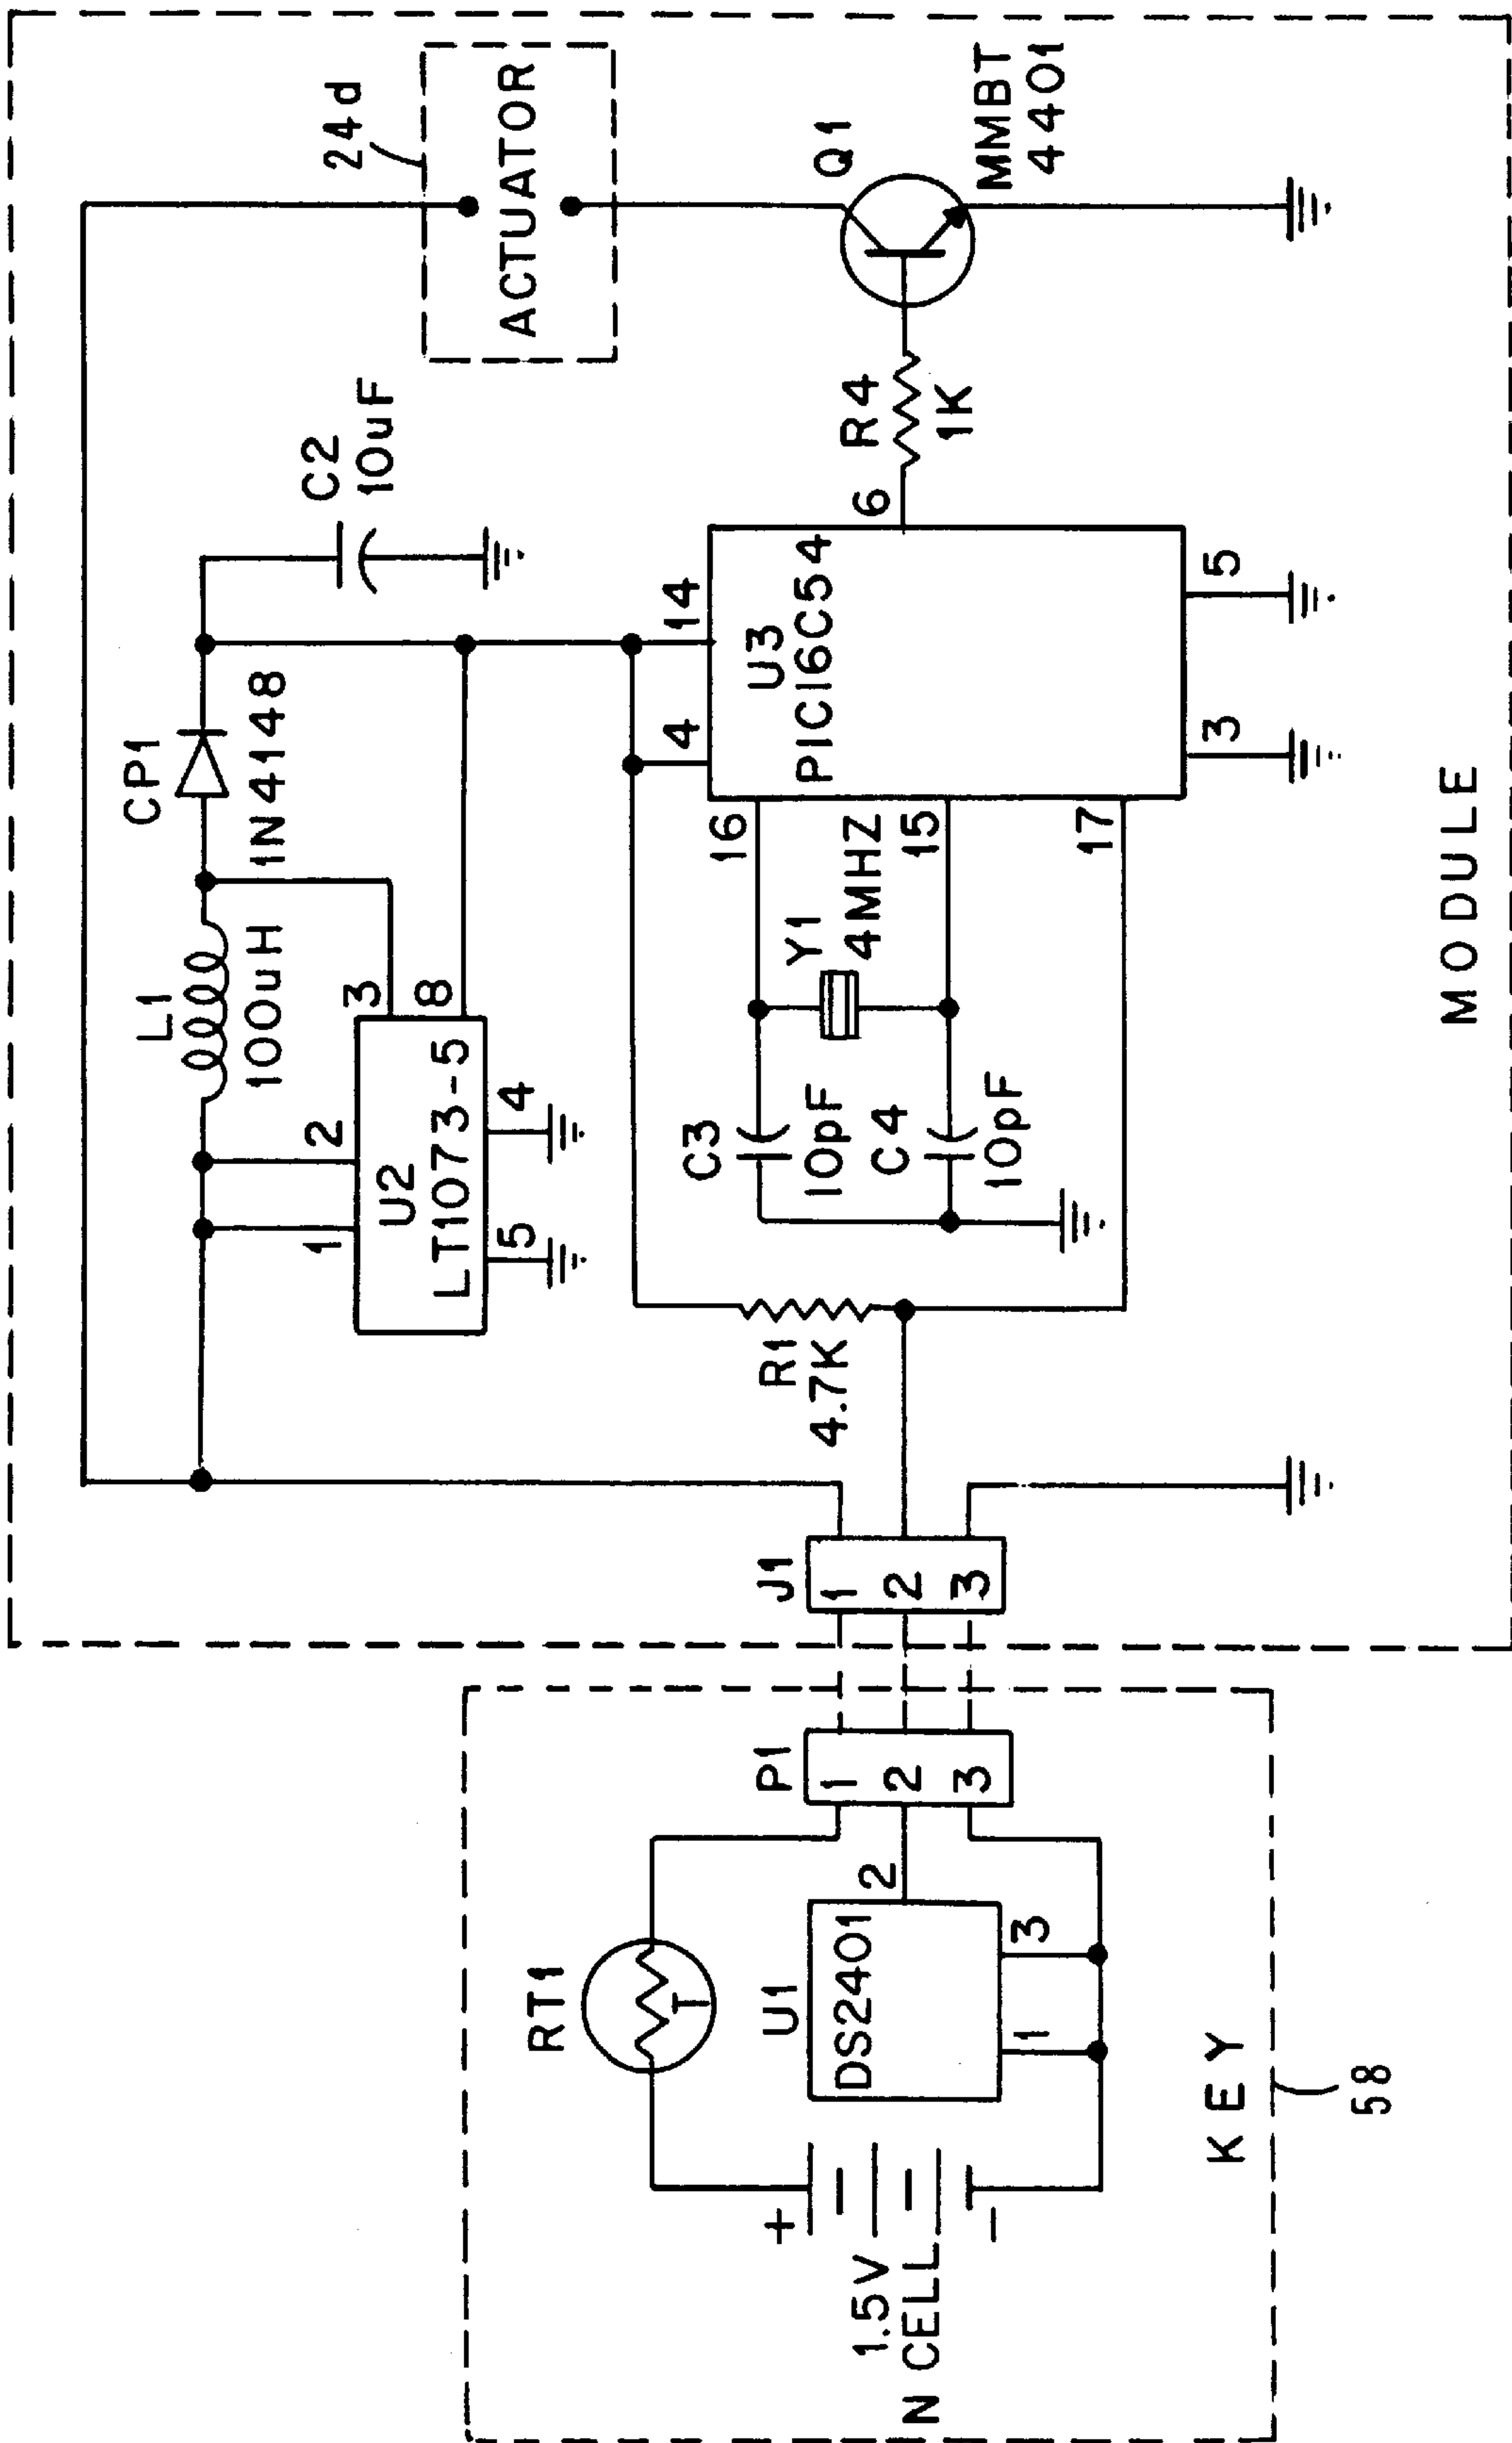 N CELL
1.5V
+
−
RT1
T
U1
DS2401
1
3
2
P1
1
2
3
KEY
58
J1
1
2
3
L1
100uH
CP1
1N4148
C2
10uF
24d
ACTUATOR
1
2
3
U2
LT1073-5
8
5
4
R1
4.7K
C3
10pF
C4
10pF
Y1
4MHZ
16
15
17
4
14
U3
PIC16C54
6
3
5
R4
1K
Q1
MMBT
4401
MODULE